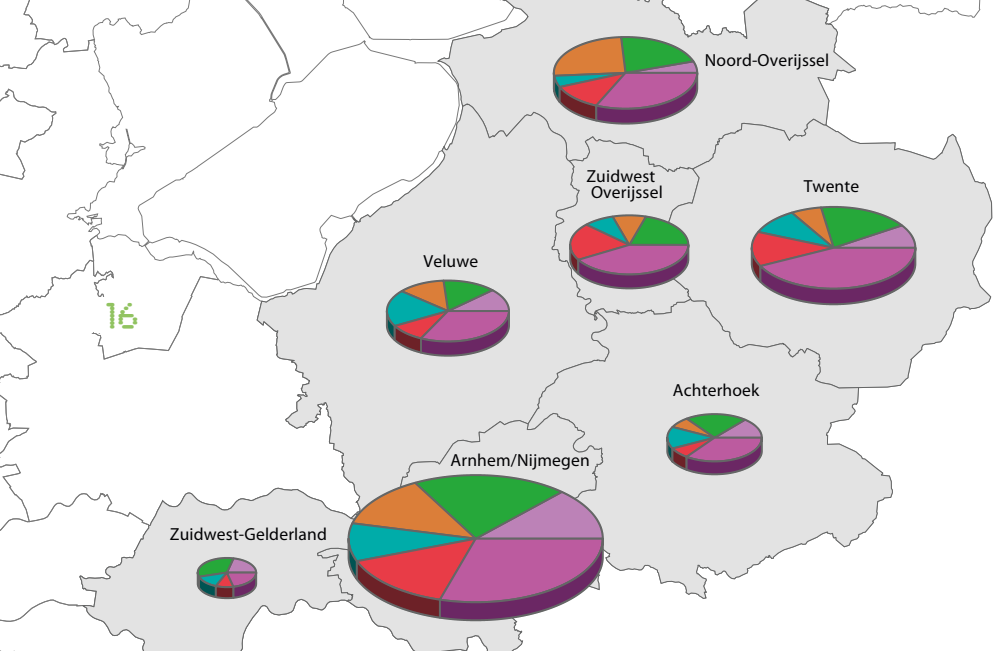 Noord-Overijssel
Zuidwest
Overijssel
Twente
Veluwe
16
Achterhoek
Arnhem/Nijmegen
Zuidwest-Gelderland